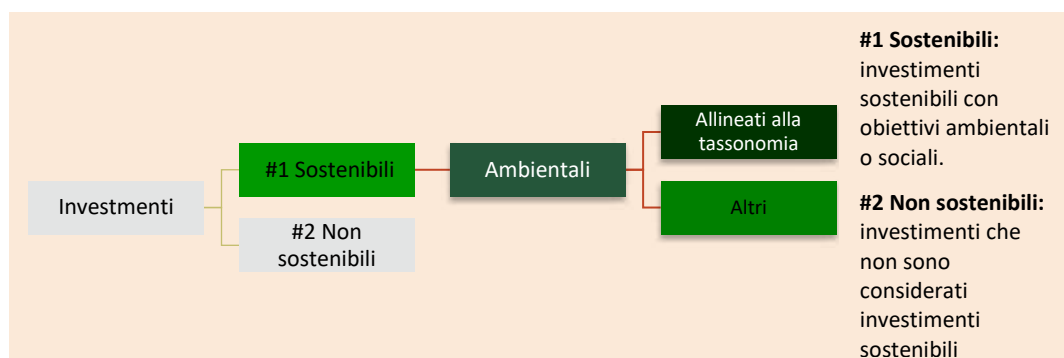 Investmenti
#1 Sostenibili
#2 Non
sostenibili
Ambientali
Allineati alla
tassonomia
Altri
#1 Sostenibili:
investimenti
sostenibili con
obiettivi ambientali
o sociali.
#2 Non sostenibili:
investimenti che
non sono
considerati
investimenti
sostenibili